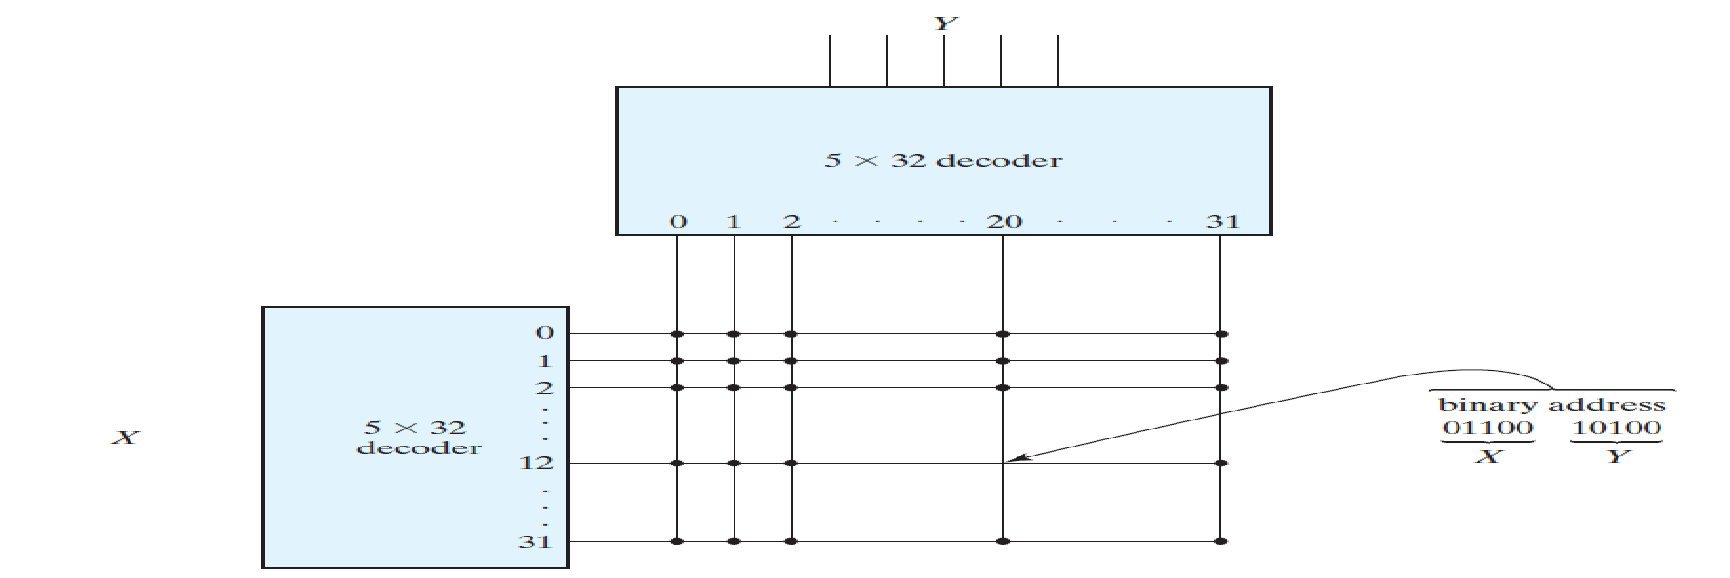 Y
5 × 32 decoder
0 1 2 · · · · 20 · · · 31
0
1
2
·
·
·
5 × 32
decoder
X
12
·
·
·
31
binary address
01100 10100
X Y